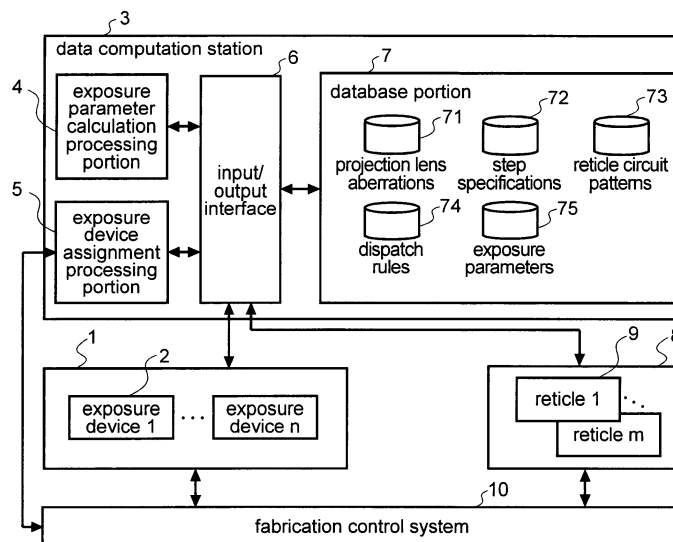 3
data computation station
6
7
4
exposure
parameter
calculation
processing
portion
input/
output
interface
database portion
71
72
73
projection lens
aberrations
step
specifications
reticle circuit
patterns
5
exposure
device
assignment
processing
portion
74
75
dispatch
rules
exposure
parameters
1
2
exposure
device 1
...
exposure
device n
9
8
reticle 1
...
reticle m
10
fabrication control system